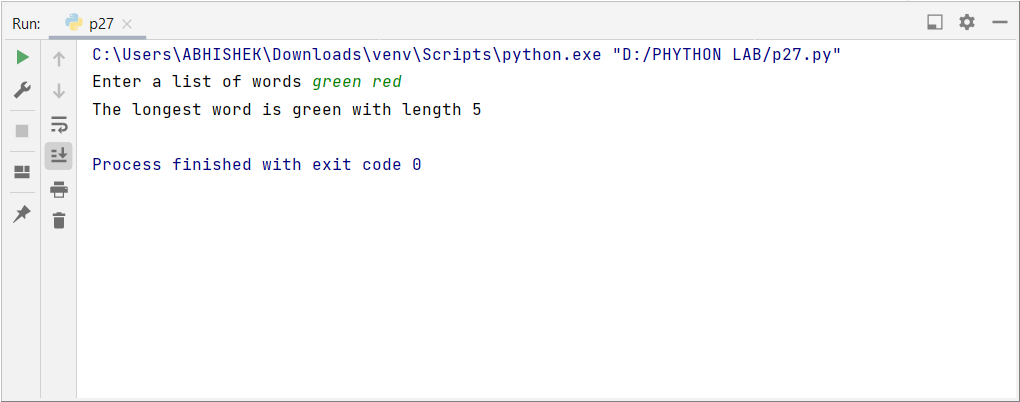 Run: p27
C:\Users\ABHISHEK\Downloads\venv\Scripts\python.exe "D:/PHYTHON LAB/p27.py"
Enter a list of words green red
The longest word is green with length 5
Process finished with exit code 0